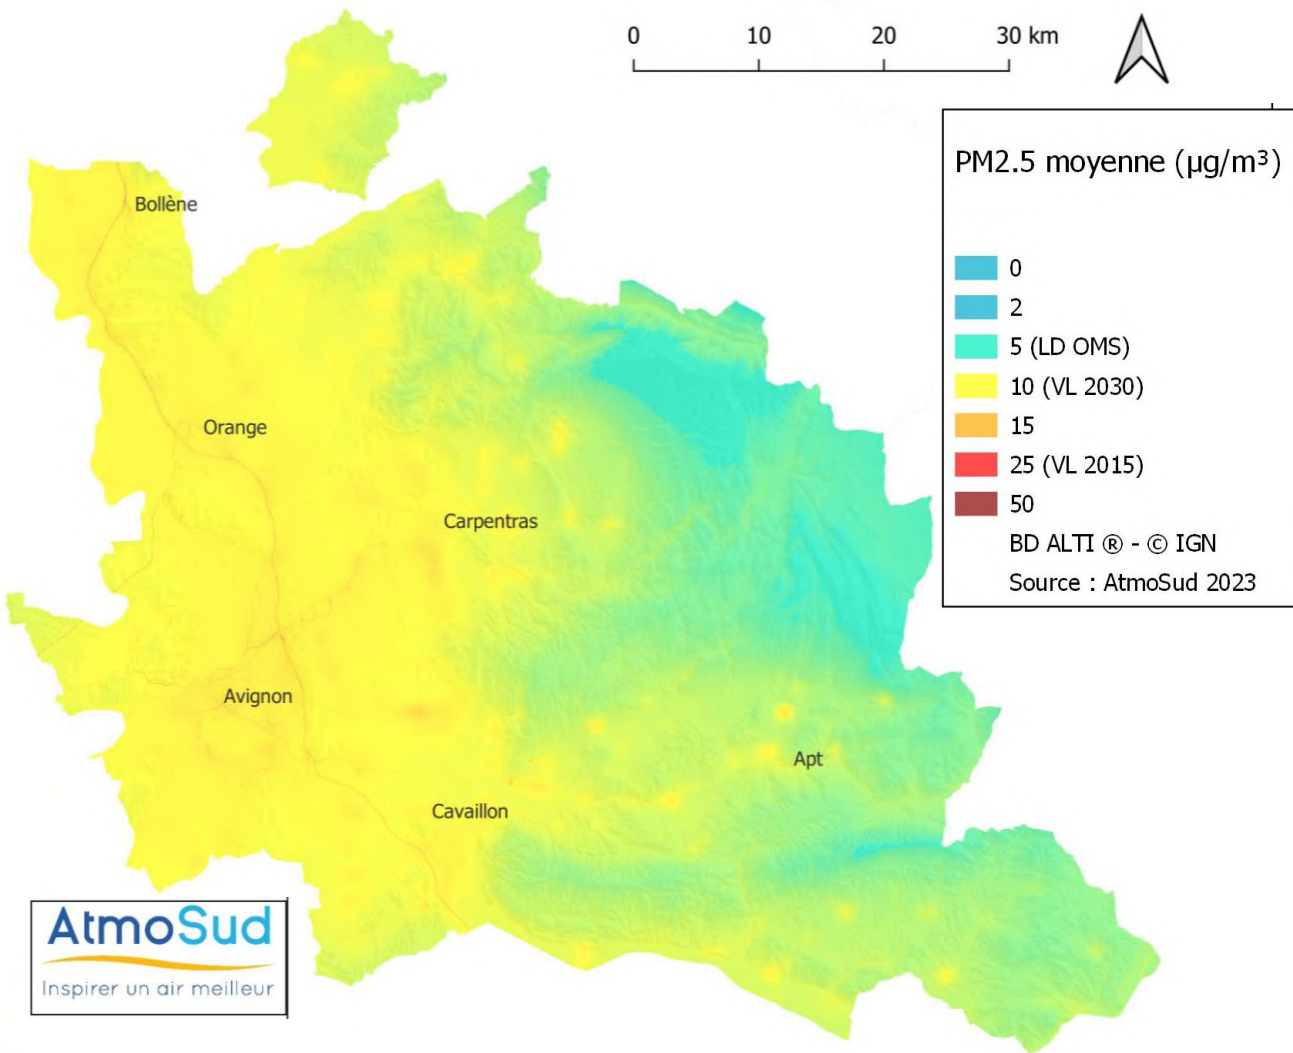 0 10 20 30 km
PM2.5 moyenne (µg/m³)
0
2
5 (LD OMS)
10 (VL 2030)
15
25 (VL 2015)
50
BD ALTI ® - © IGN
Source : AtmoSud 2023
Bollène
Orange
Carpentras
Avignon
Apt
Cavaillon
AtmoSud
Inspirer un air meilleur